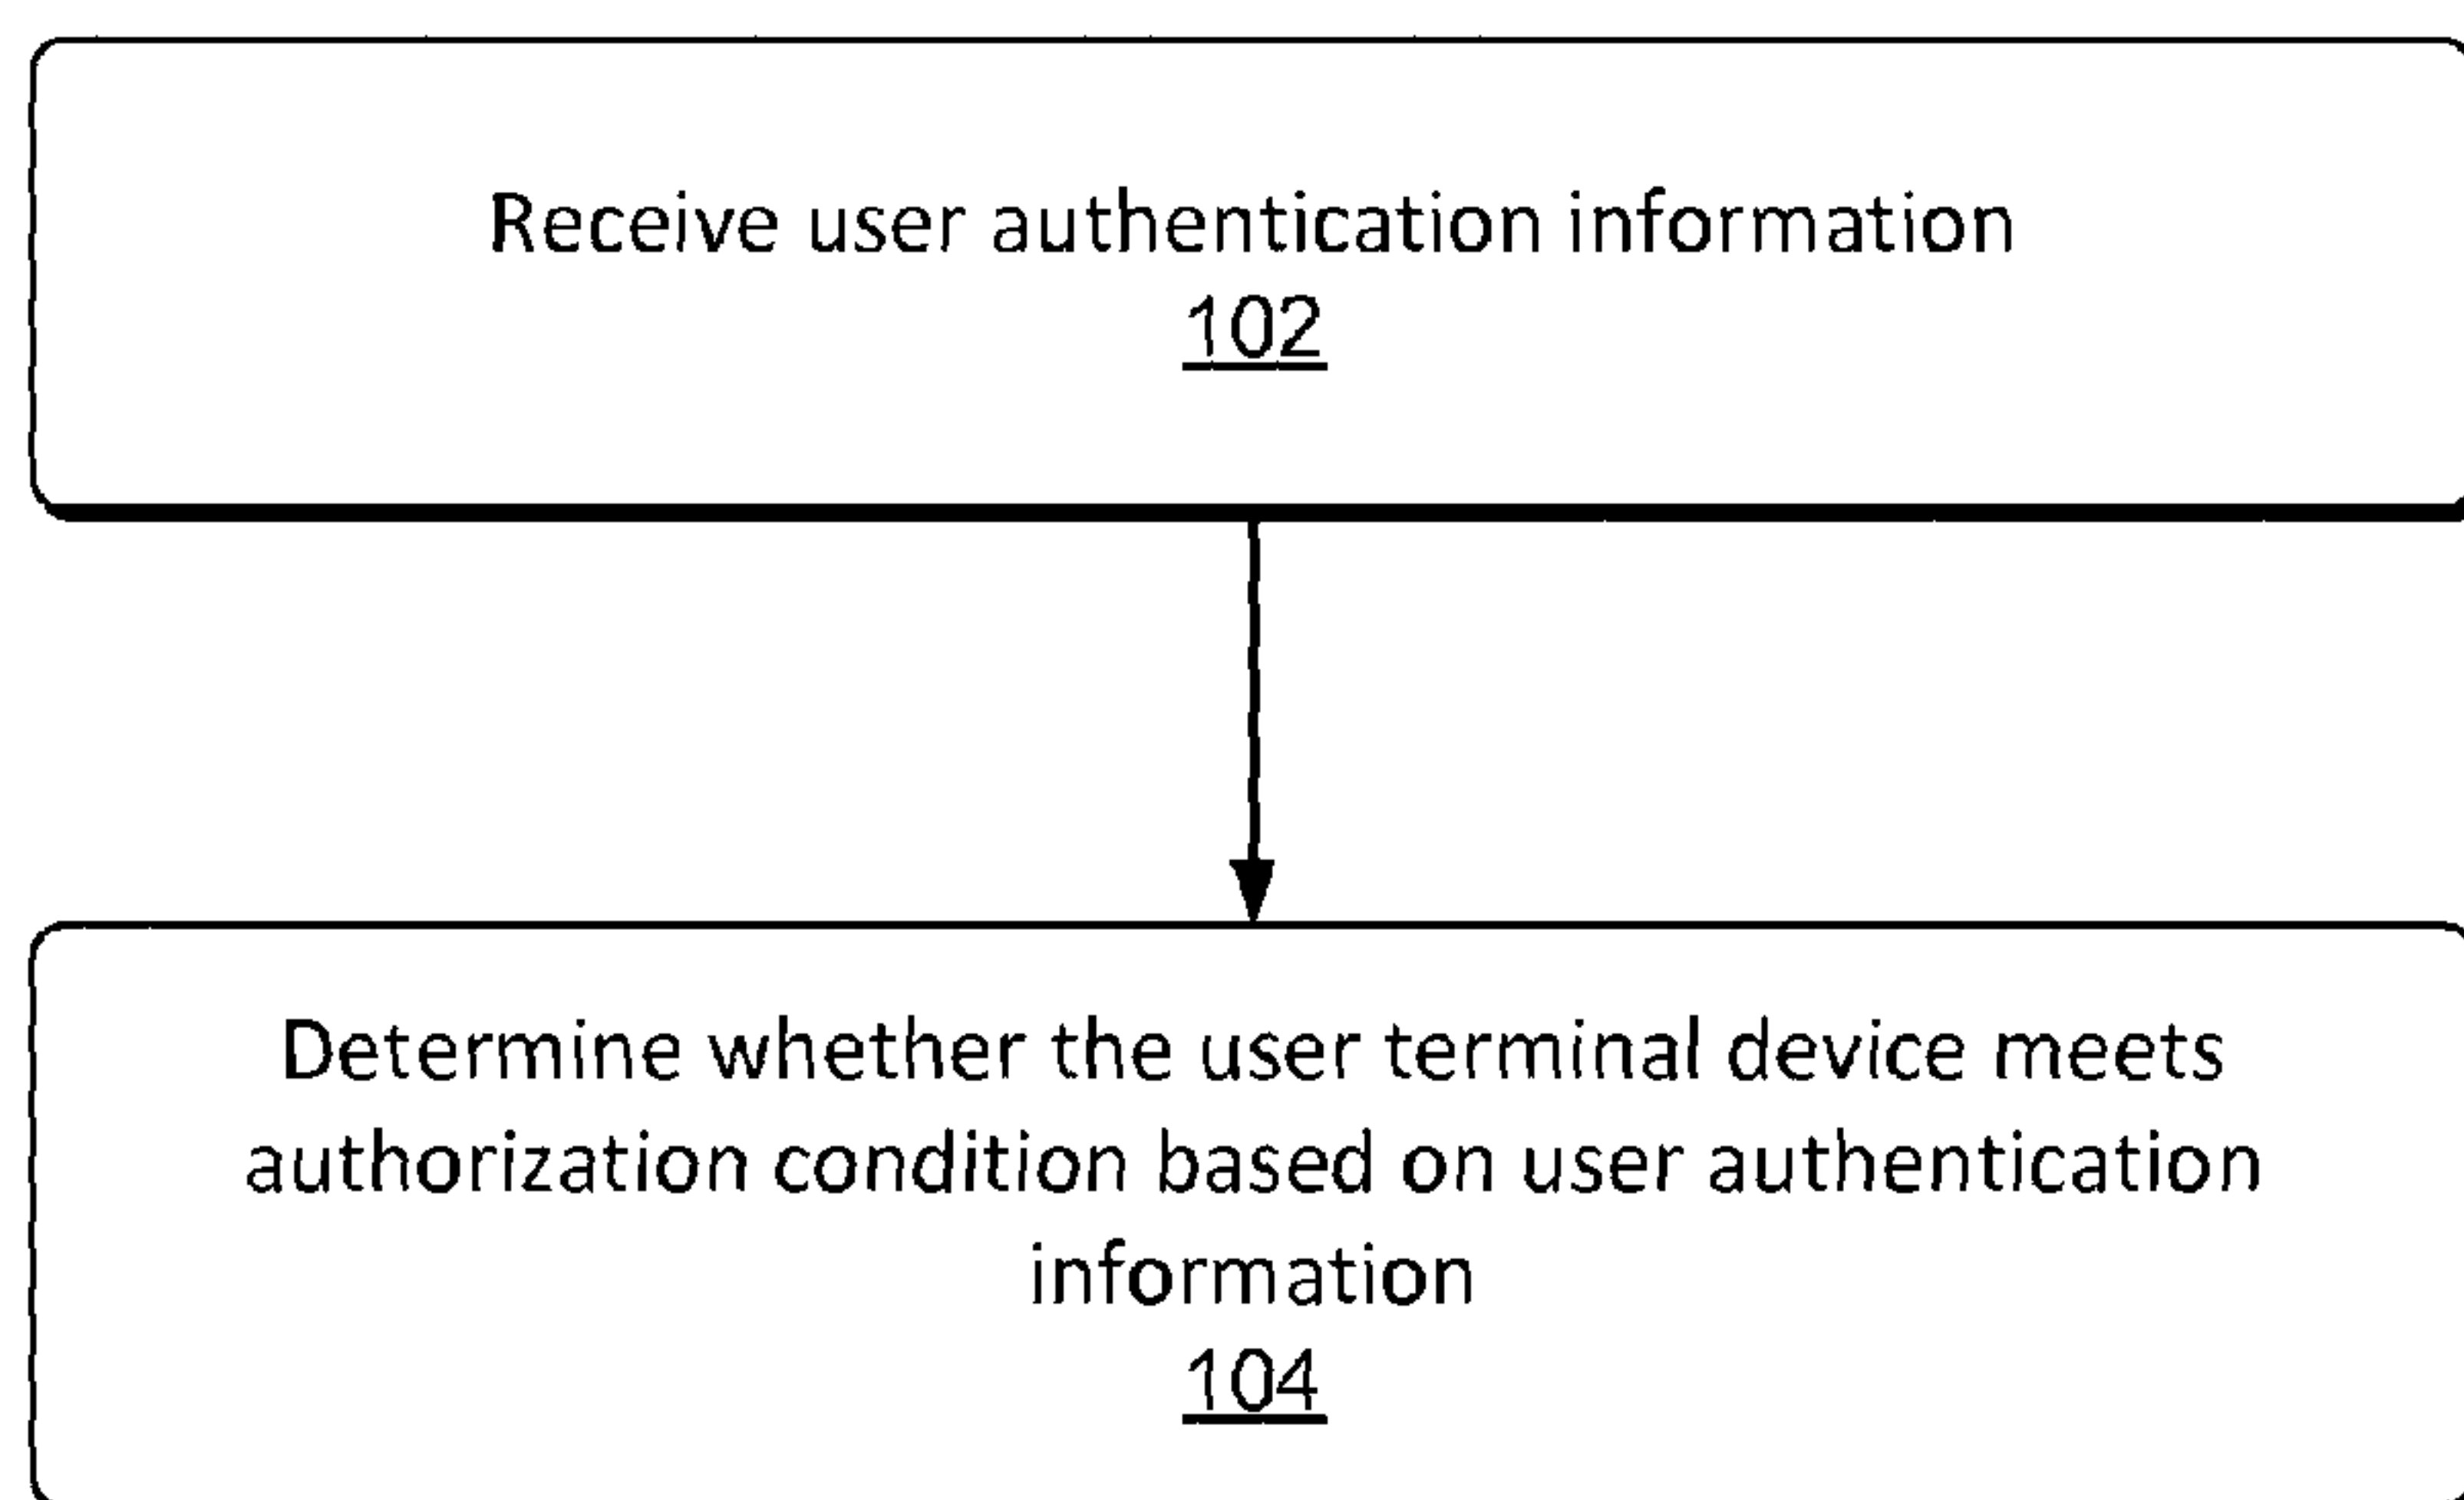 Receive user authentication information
102
Determine whether the user terminal device meets
authorization condition based on user authentication
information
104